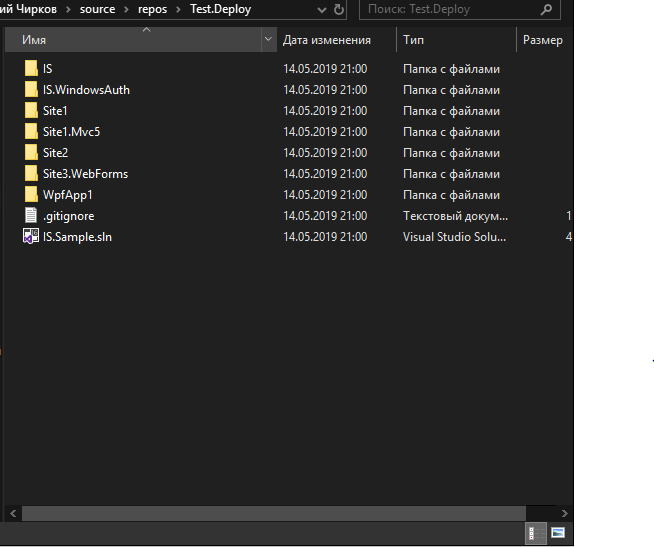 ий Чирков > source > repos > Test.Deploy Поиск: Test.Deploy
Имя Дата изменения Тип Размер
IS 14.05.2019 21:00 Папка с файлами
IS.WindowsAuth 14.05.2019 21:00 Папка с файлами
Site1 14.05.2019 21:00 Папка с файлами
Site1.Mvc5 14.05.2019 21:00 Папка с файлами
Site2 14.05.2019 21:00 Папка с файлами
Site3.WebForms 14.05.2019 21:00 Папка с файлами
WpfApp1 14.05.2019 21:00 Папка с файлами
.gitignore 14.05.2019 21:00 Текстовый докум... 1
IS.Sample.sln 14.05.2019 21:00 Visual Studio Solu... 4